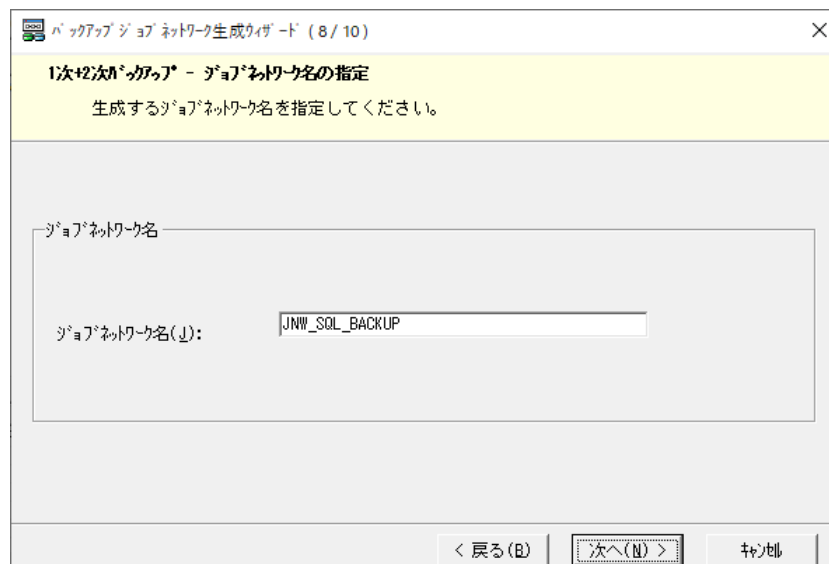 ﾊﾞｯｸｱｯﾌﾟｼﾞｮﾌﾞﾈｯﾄﾜｰｸ生成ｳｨｻﾞｰﾄﾞ(8/10)
1次+2次ﾊﾞｯｸｱｯﾌﾟ - ｼﾞｮﾌﾞﾈｯﾄﾜｰｸ名の指定
生成するｼﾞｮﾌﾞﾈｯﾄﾜｰｸ名を指定してください。
ｼﾞｮﾌﾞﾈｯﾄﾜｰｸ名
ｼﾞｮﾌﾞﾈｯﾄﾜｰｸ名(J): JNW_SQL_BACKUP
< 戻る(B) 次へ(N) > ｷｬﾝｾﾙ